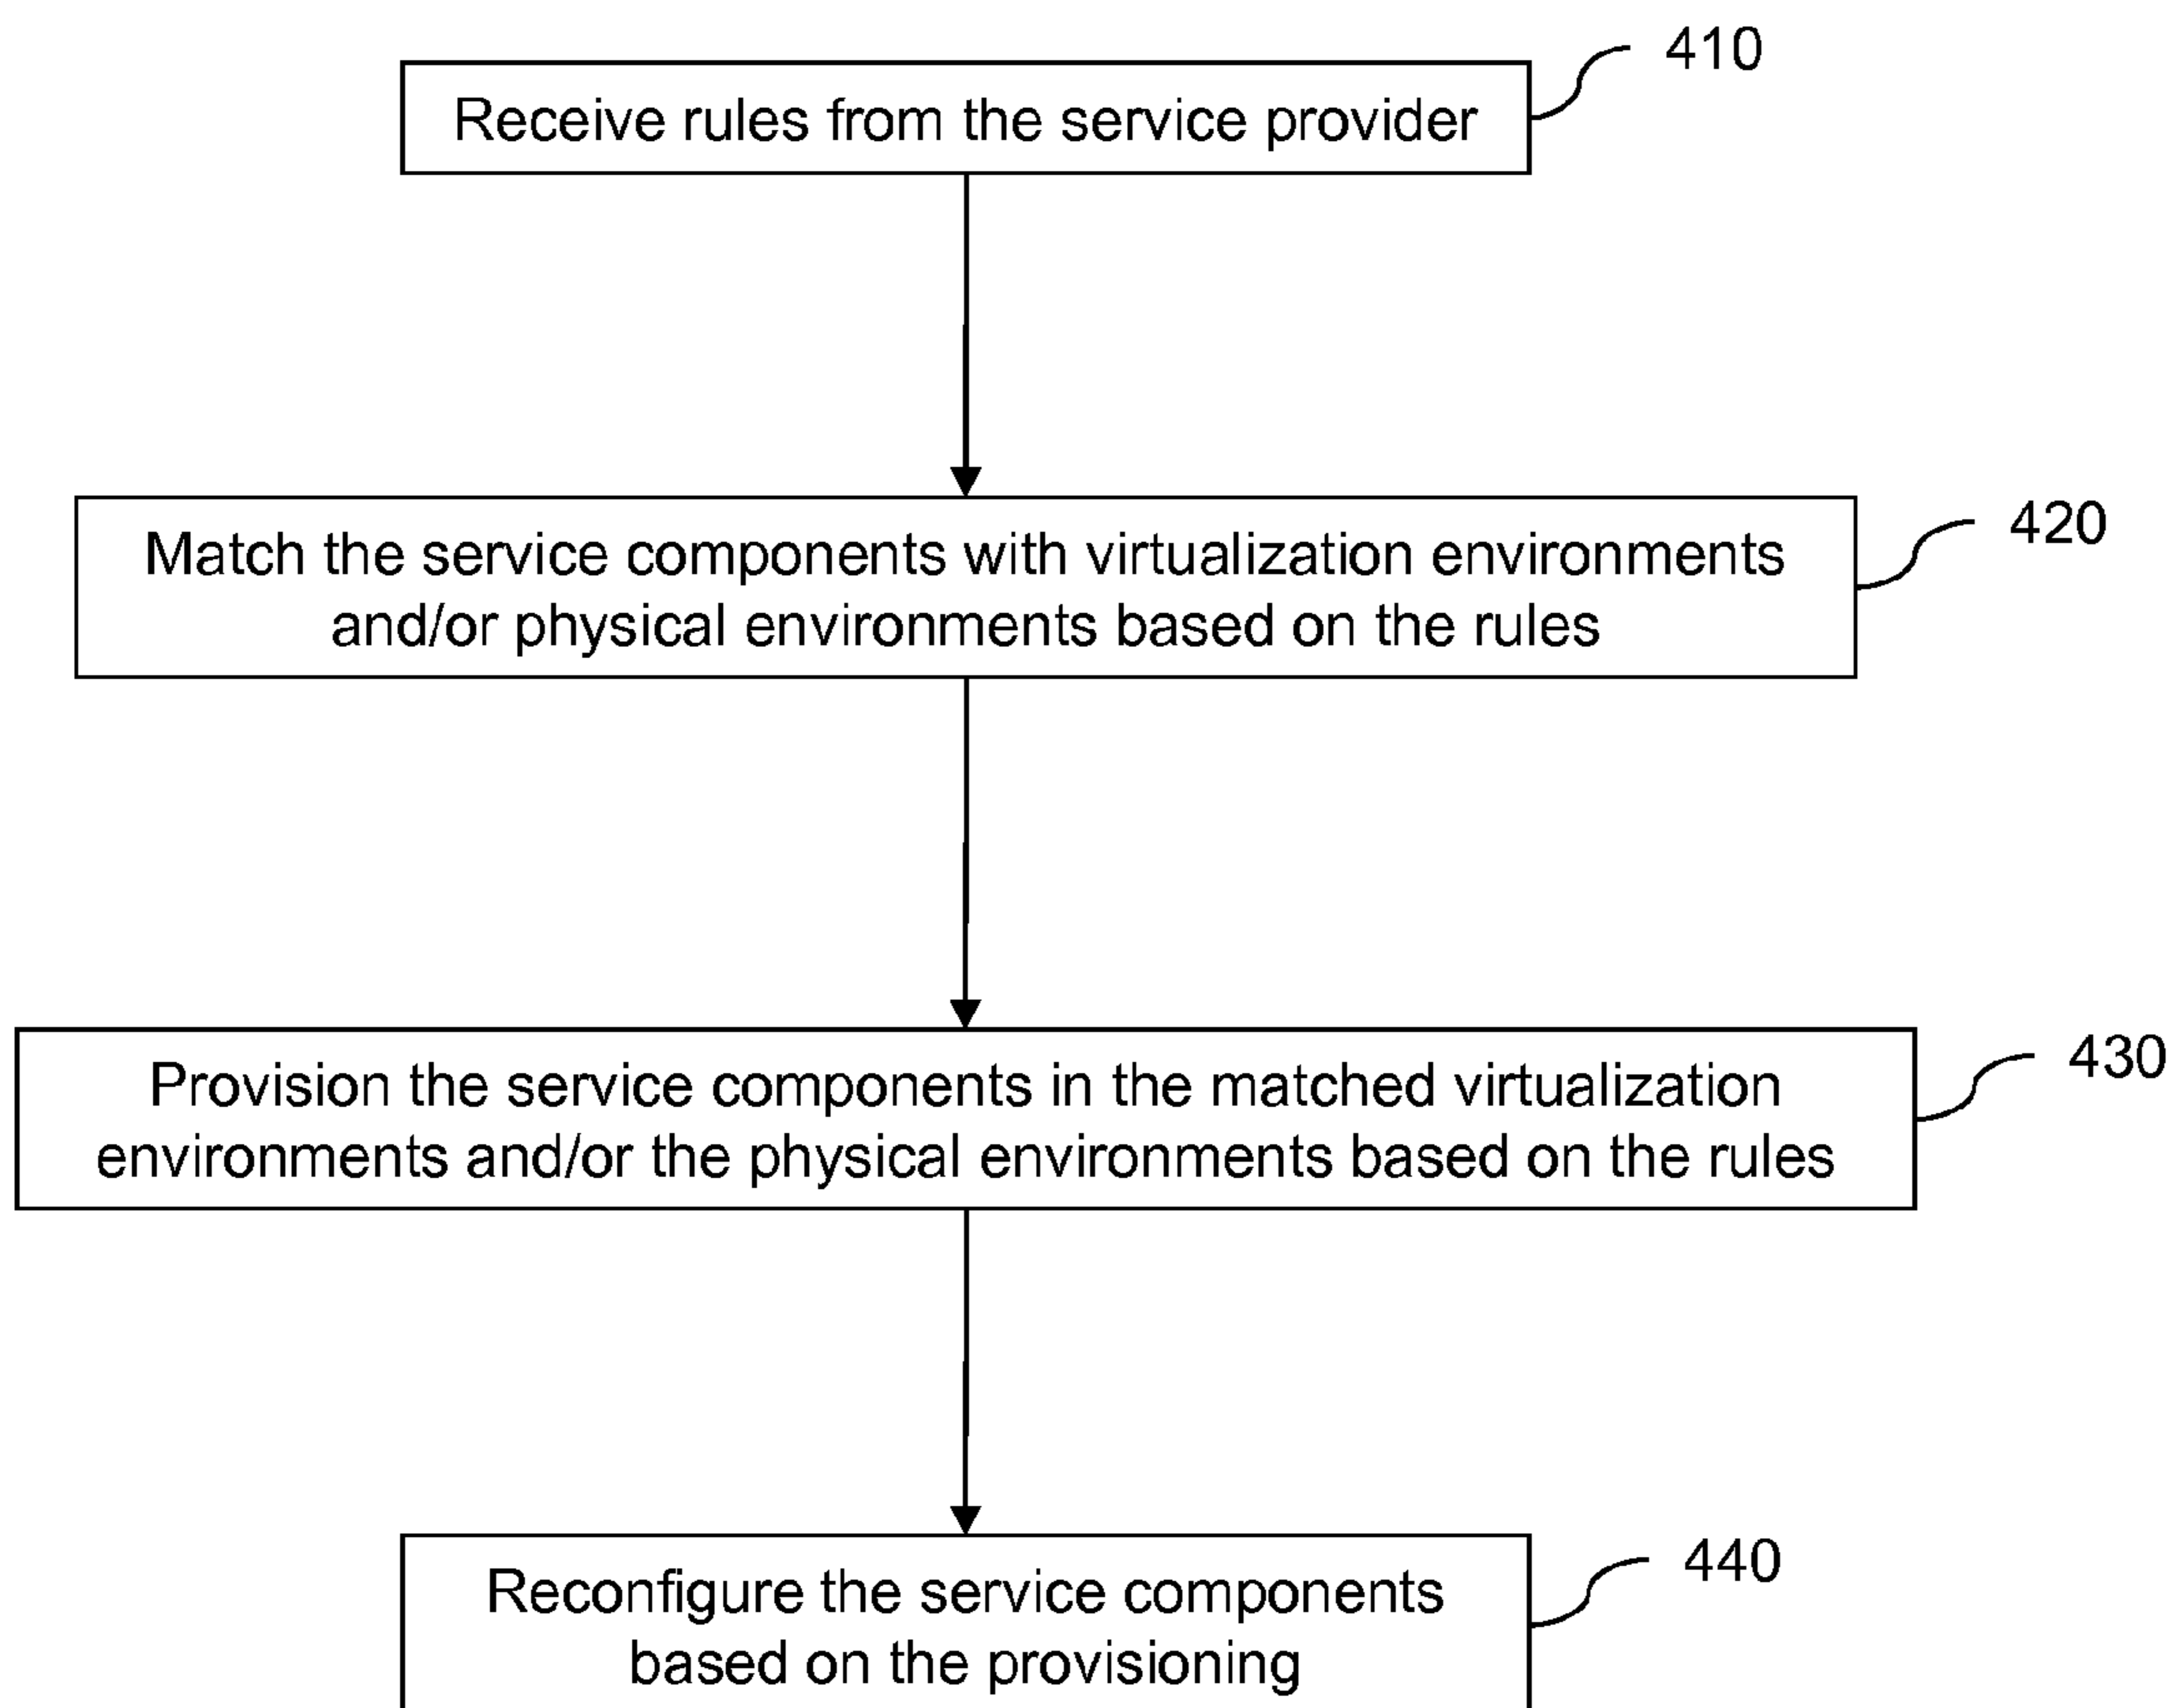 410
Receive rules from the service provider
420
Match the service components with virtualization environments
and/or physical environments based on the rules
430
Provision the service components in the matched virtualization
environments and/or the physical environments based on the rules
440
Reconfigure the service components
based on the provisioning